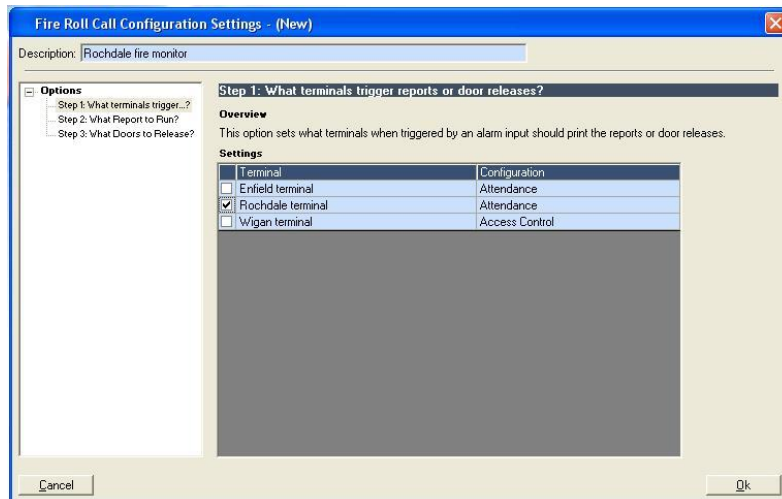 Fire Roll Call Configuration Settings - (New)
Description: Rochdale fire monitor
Options
Step 1: What terminals trigger...?
Step 2: What Report to Run?
Step 3: What Doors to Release?
Step 1: What terminals trigger reports or door releases?
Overview
This option sets what terminals when triggered by an alarm input should print the reports or door releases.
Settings
Terminal Configuration
Enfield terminal Attendance
Rochdale terminal Attendance
Wigan terminal Access Control
Cancel
Ok